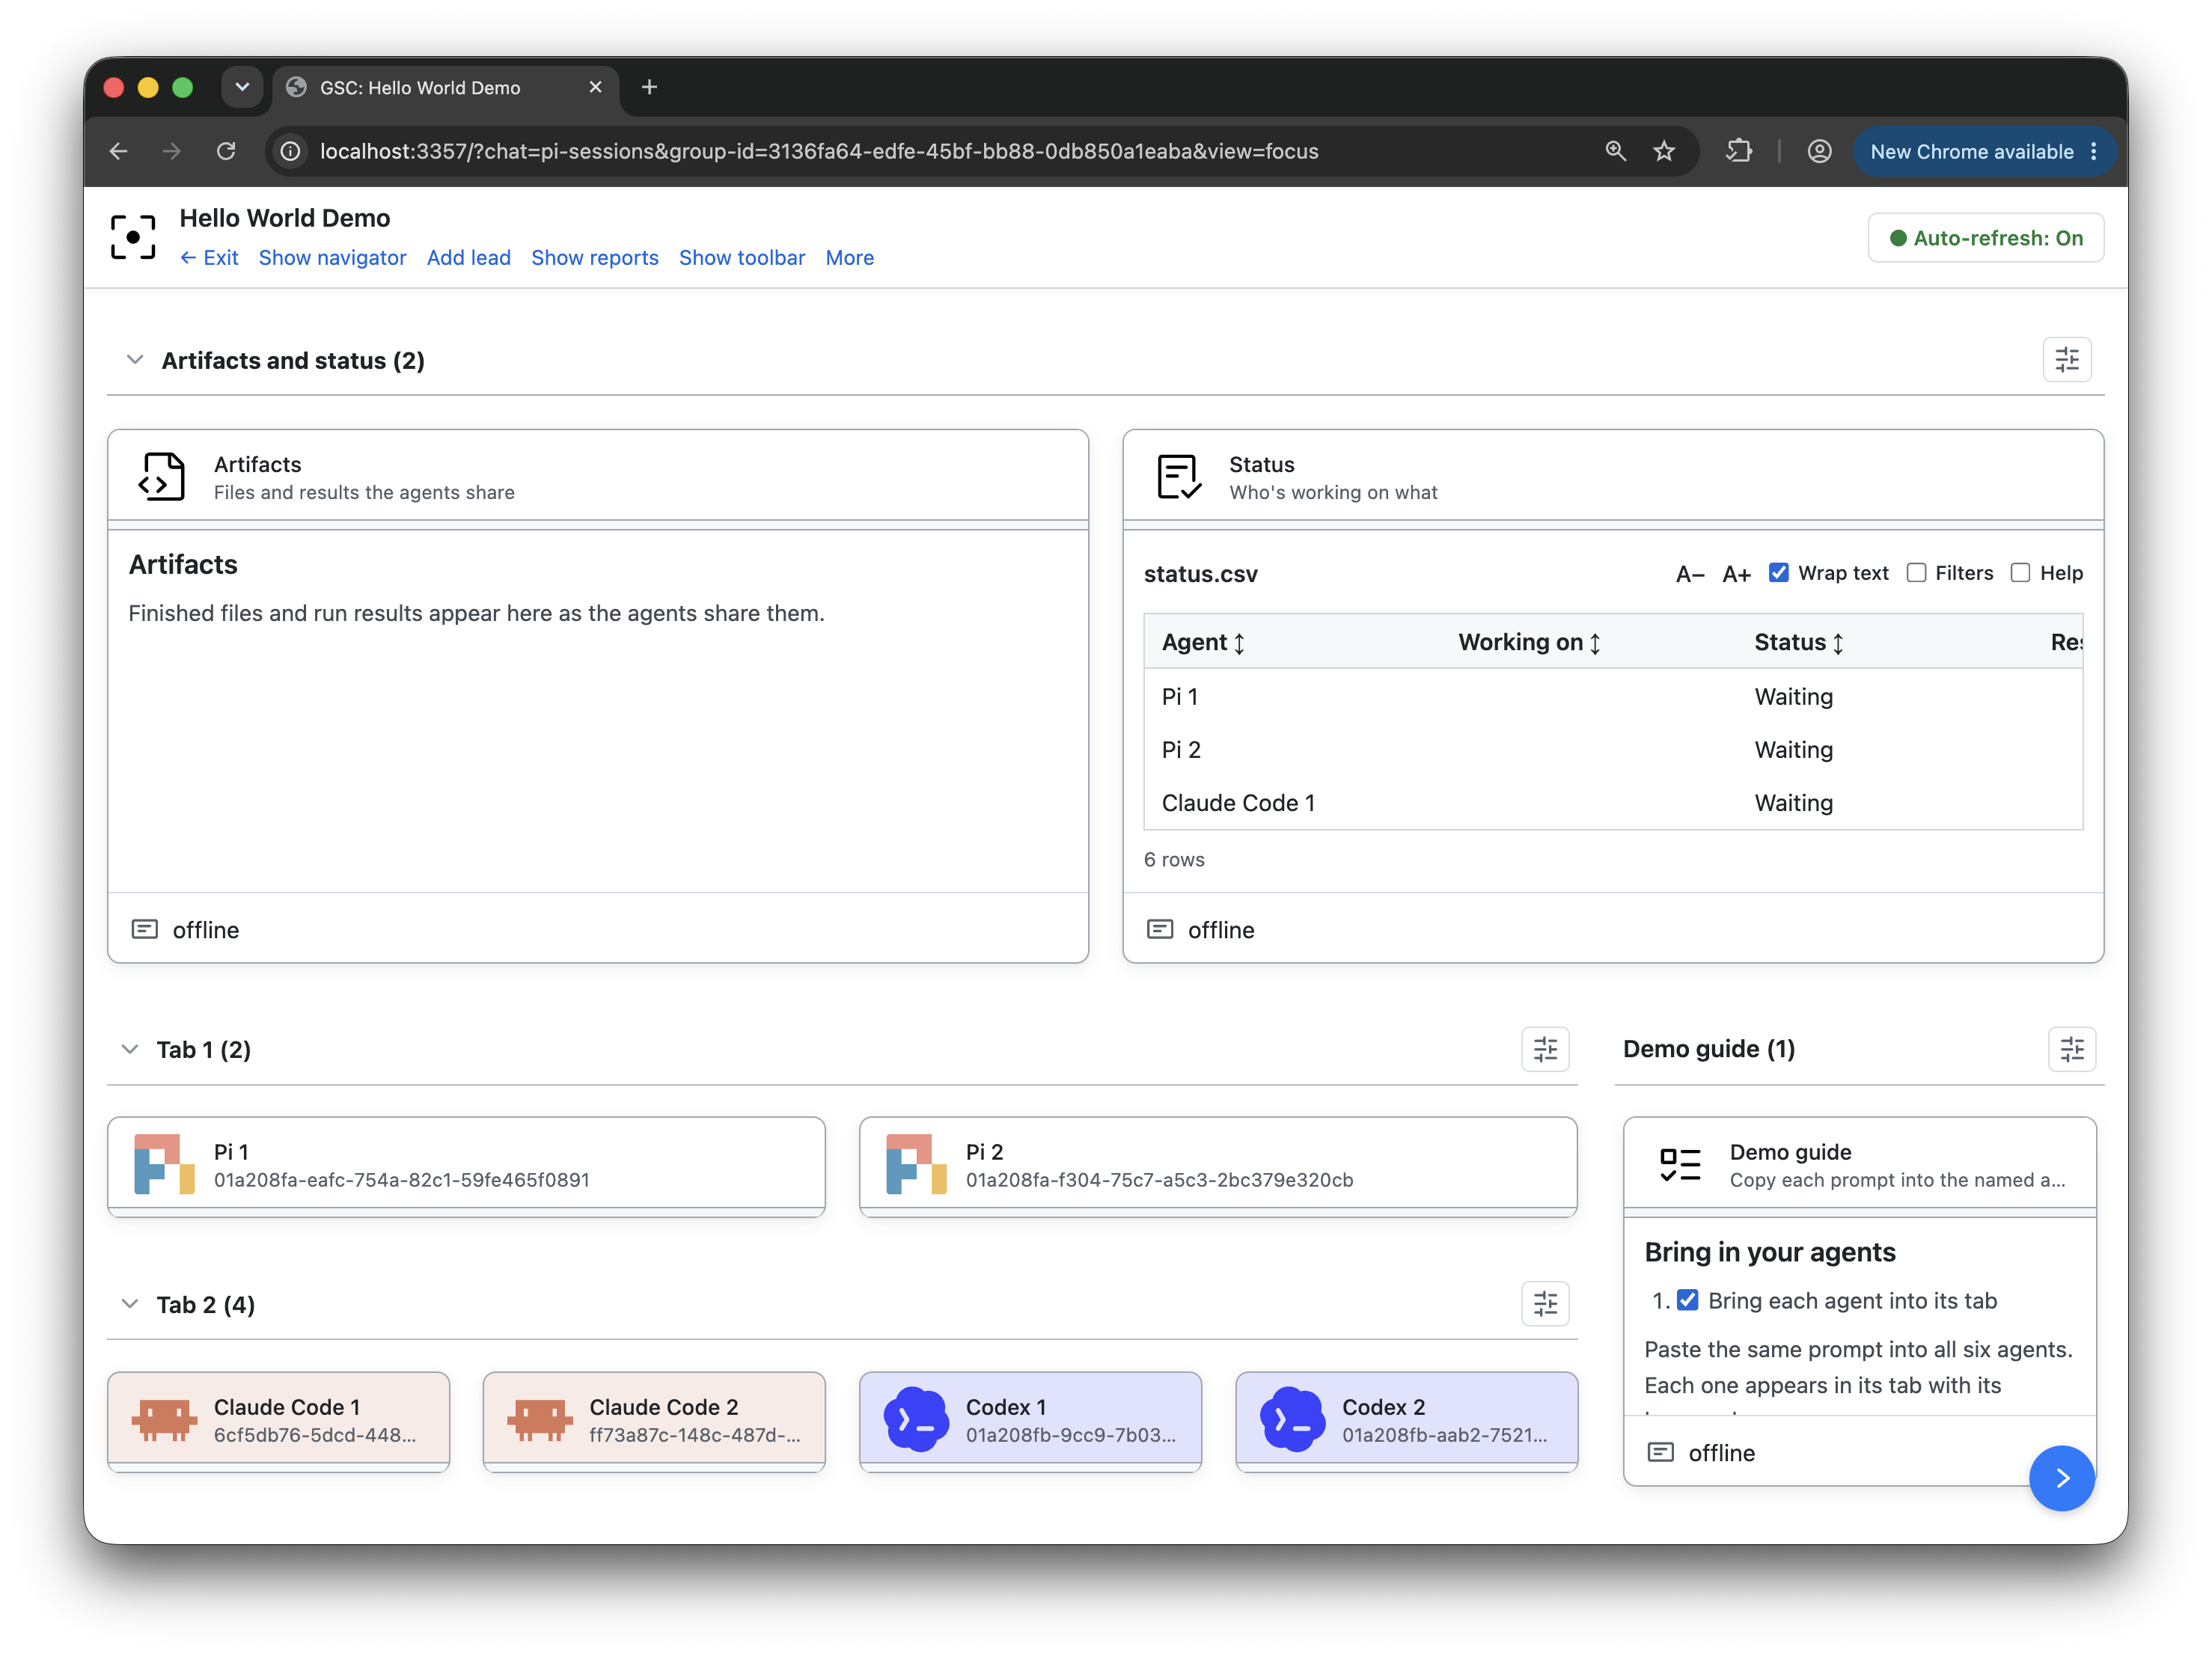 GSC: Hello World Demo
localhost:3357/?chat=pi-sessions&group-id=3136fa64-edfe-45bf-bb88-0db850a1eaba&view=focus
New Chrome available
Hello World Demo
← Exit Show navigator Add lead Show reports Show toolbar More
Auto-refresh: On
Artifacts and status (2)
Artifacts
Files and results the agents share
Artifacts
Finished files and run results appear here as the agents share them.
offline
Status
Who's working on what
status.csv A− A+ Wrap text Filters Help
Agent Working on Status Res
Pi 1 Waiting
Pi 2 Waiting
Claude Code 1 Waiting
6 rows
offline
Tab 1 (2)
Pi 1
01a208fa-eafc-754a-82c1-59fe465f0891
Pi 2
01a208fa-f304-75c7-a5c3-2bc379e320cb
Tab 2 (4)
Claude Code 1
6cf5db76-5dcd-448...
Claude Code 2
ff73a87c-148c-487d-...
Codex 1
01a208fb-9cc9-7b03...
Codex 2
01a208fb-aab2-7521...
Demo guide (1)
Demo guide
Copy each prompt into the named a...
Bring in your agents
1. Bring each agent into its tab
Paste the same prompt into all six agents.
Each one appears in its tab with its
offline